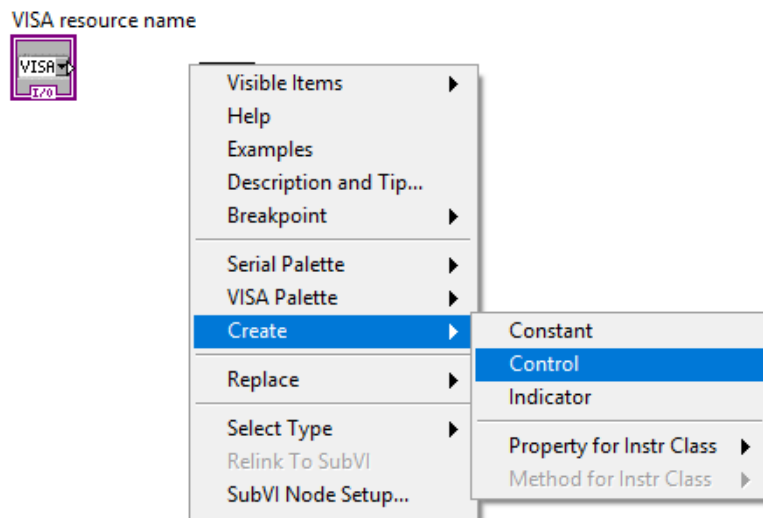 VISA resource name
VISA
I/O
Visible Items
Help
Examples
Description and Tip...
Breakpoint
Serial Palette
VISA Palette
Create
Replace
Select Type
Relink To SubVI
SubVI Node Setup...
Constant
Control
Indicator
Property for Instr Class
Method for Instr Class